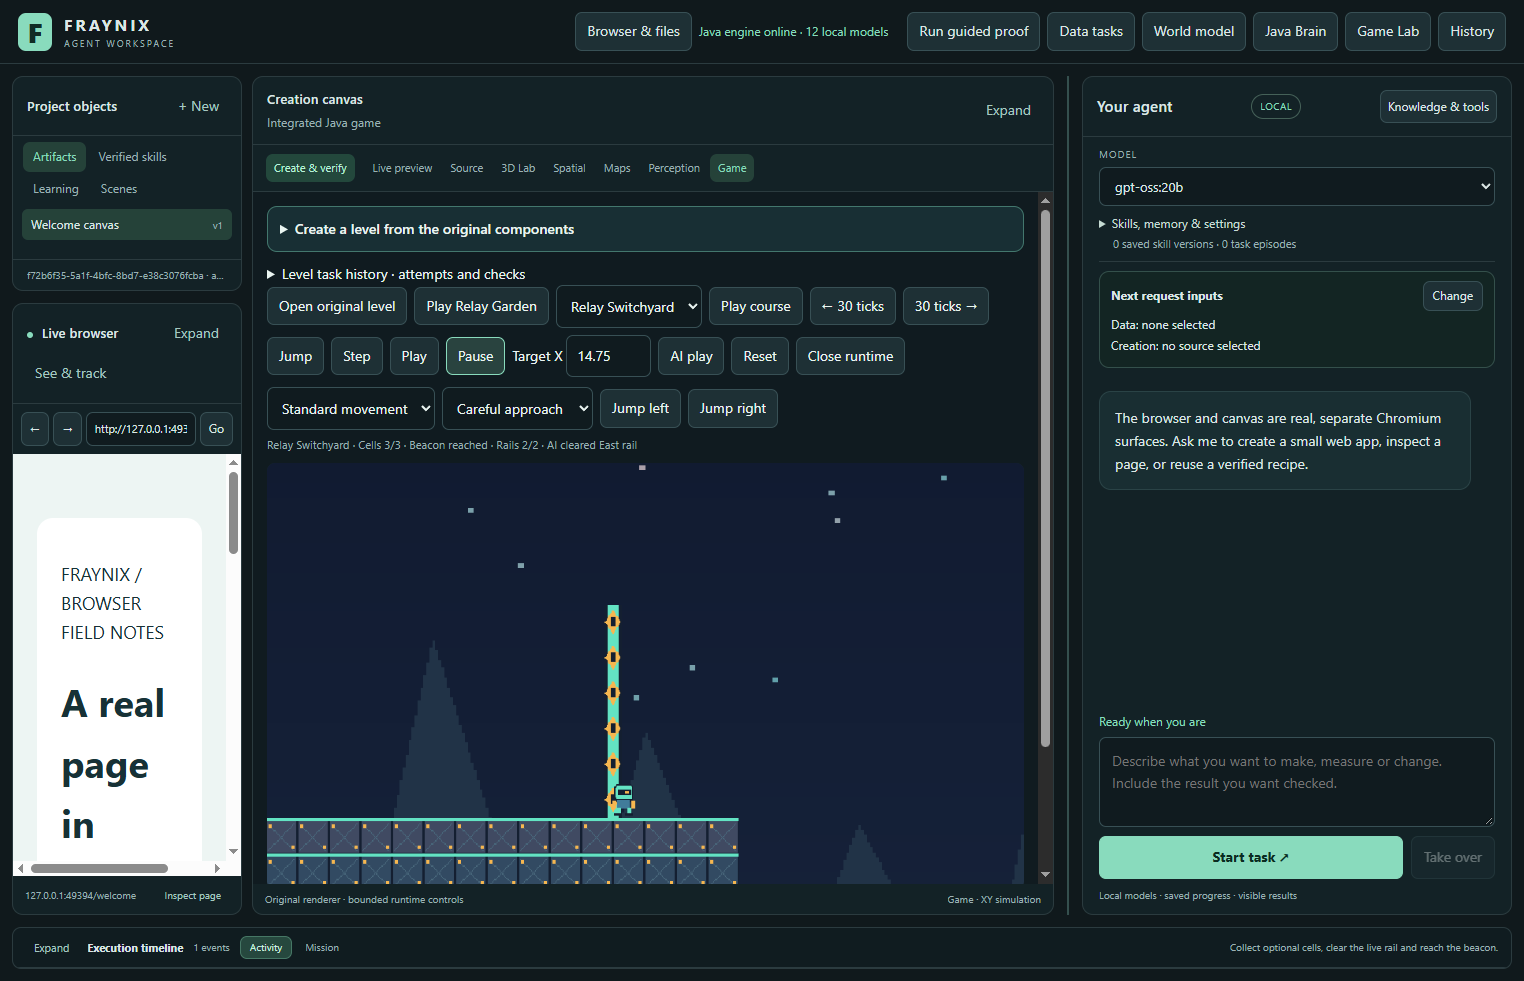 F FRAYNIX
AGENT WORKSPACE
Browser & files
Java engine online · 12 local models
Run guided proof
Data tasks
World model
Java Brain
Game Lab
History
Project objects
+ New
Artifacts
Verified skills
Learning
Scenes
Welcome canvas
v1
f72b6f35-5a1f-4bfc-8bd7-e38c3076fcba · a...
Live browser
Expand
See & track
←
→
http://127.0.0.1:493
Go
FRAYNIX /
BROWSER
FIELD NOTES
A real
page
in
127.0.0.1:49394/welcome
Inspect page
Creation canvas
Integrated Java game
Expand
Create & verify
Live preview
Source
3D Lab
Spatial
Maps
Perception
Game
Create a level from the original components
Level task history · attempts and checks
Open original level
Play Relay Garden
Relay Switchyard
Play course
← 30 ticks
30 ticks →
Jump
Step
Play
Pause
Target X
14.75
AI play
Reset
Close runtime
Standard movement
Careful approach
Jump left
Jump right
Relay Switchyard · Cells 3/3 · Beacon reached · Rails 2/2 · AI cleared East rail
Original renderer · bounded runtime controls
Game · XY simulation
Your agent
LOCAL
Knowledge & tools
MODEL
gpt-oss:20b
Skills, memory & settings
0 saved skill versions · 0 task episodes
Next request inputs
Change
Data: none selected
Creation: no source selected
The browser and canvas are real, separate Chromium
surfaces. Ask me to create a small web app, inspect a
page, or reuse a verified recipe.
Ready when you are
Describe what you want to make, measure or change.
Include the result you want checked.
Start task ↗
Take over
Local models · saved progress · visible results
Expand
Execution timeline
1 events
Activity
Mission
Collect optional cells, clear the live rail and reach the beacon.